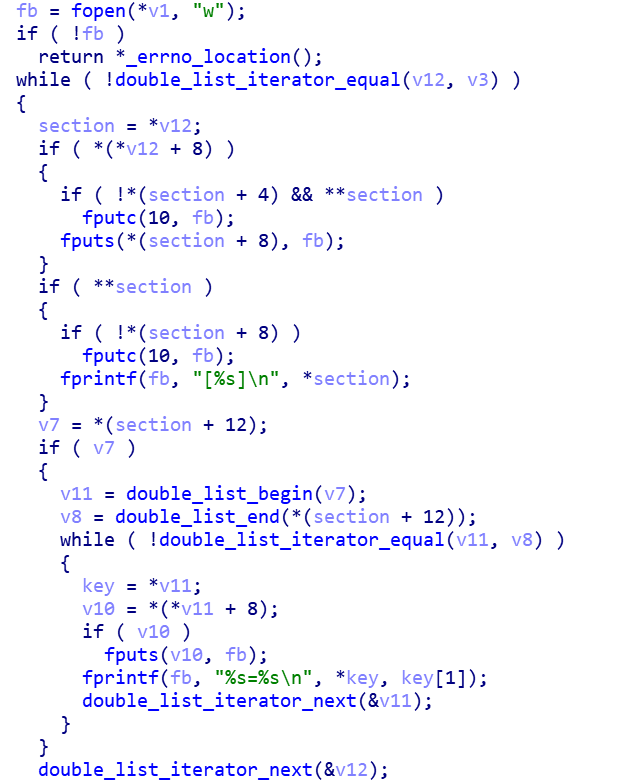 fb = fopen(*v1, "w");
if ( !fb )
return *_errno_location();
while ( !double_list_iterator_equal(v12, v3) )
{
section = *v12;
if ( *(*v12 + 8) )
{
if ( !*(section + 4) && **section )
fputc(10, fb);
fputs(*(section + 8), fb);
}
if ( **section )
{
if ( !*(section + 8) )
fputc(10, fb);
fprintf(fb, "[%s]\n", *section);
}
v7 = *(section + 12);
if ( v7 )
{
v11 = double_list_begin(v7);
v8 = double_list_end(*(section + 12));
while ( !double_list_iterator_equal(v11, v8) )
{
key = *v11;
v10 = *(*v11 + 8);
if ( v10 )
fputs(v10, fb);
fprintf(fb, "%s=%s\n", *key, key[1]);
double_list_iterator_next(&v11);
}
}
double_list_iterator_next(&v12);